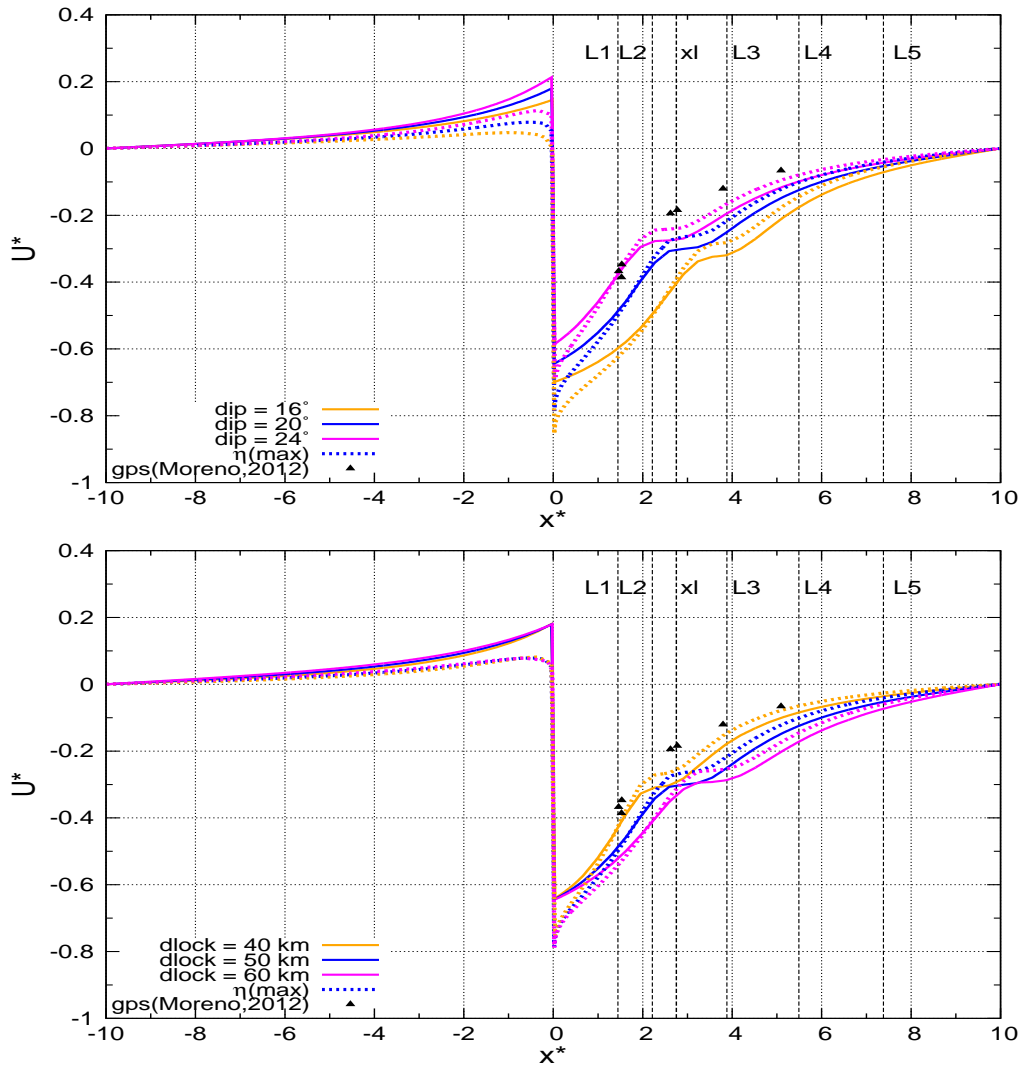 0.4
L1 L2 xl L3 L4 L5
0.2
0
-0.2
U*
-0.4
-0.6
-0.8
dip = 16°
dip = 20°
dip = 24°
η(max)
gps(Moreno,2012)
-1
-10 -8 -6 -4 -2 0 2 4 6 8 10
x*
0.4
L1 L2 xl L3 L4 L5
0.2
0
-0.2
U*
-0.4
-0.6
-0.8
dlock = 40 km
dlock = 50 km
dlock = 60 km
η(max)
gps(Moreno,2012)
-1
-10 -8 -6 -4 -2 0 2 4 6 8 10
x*